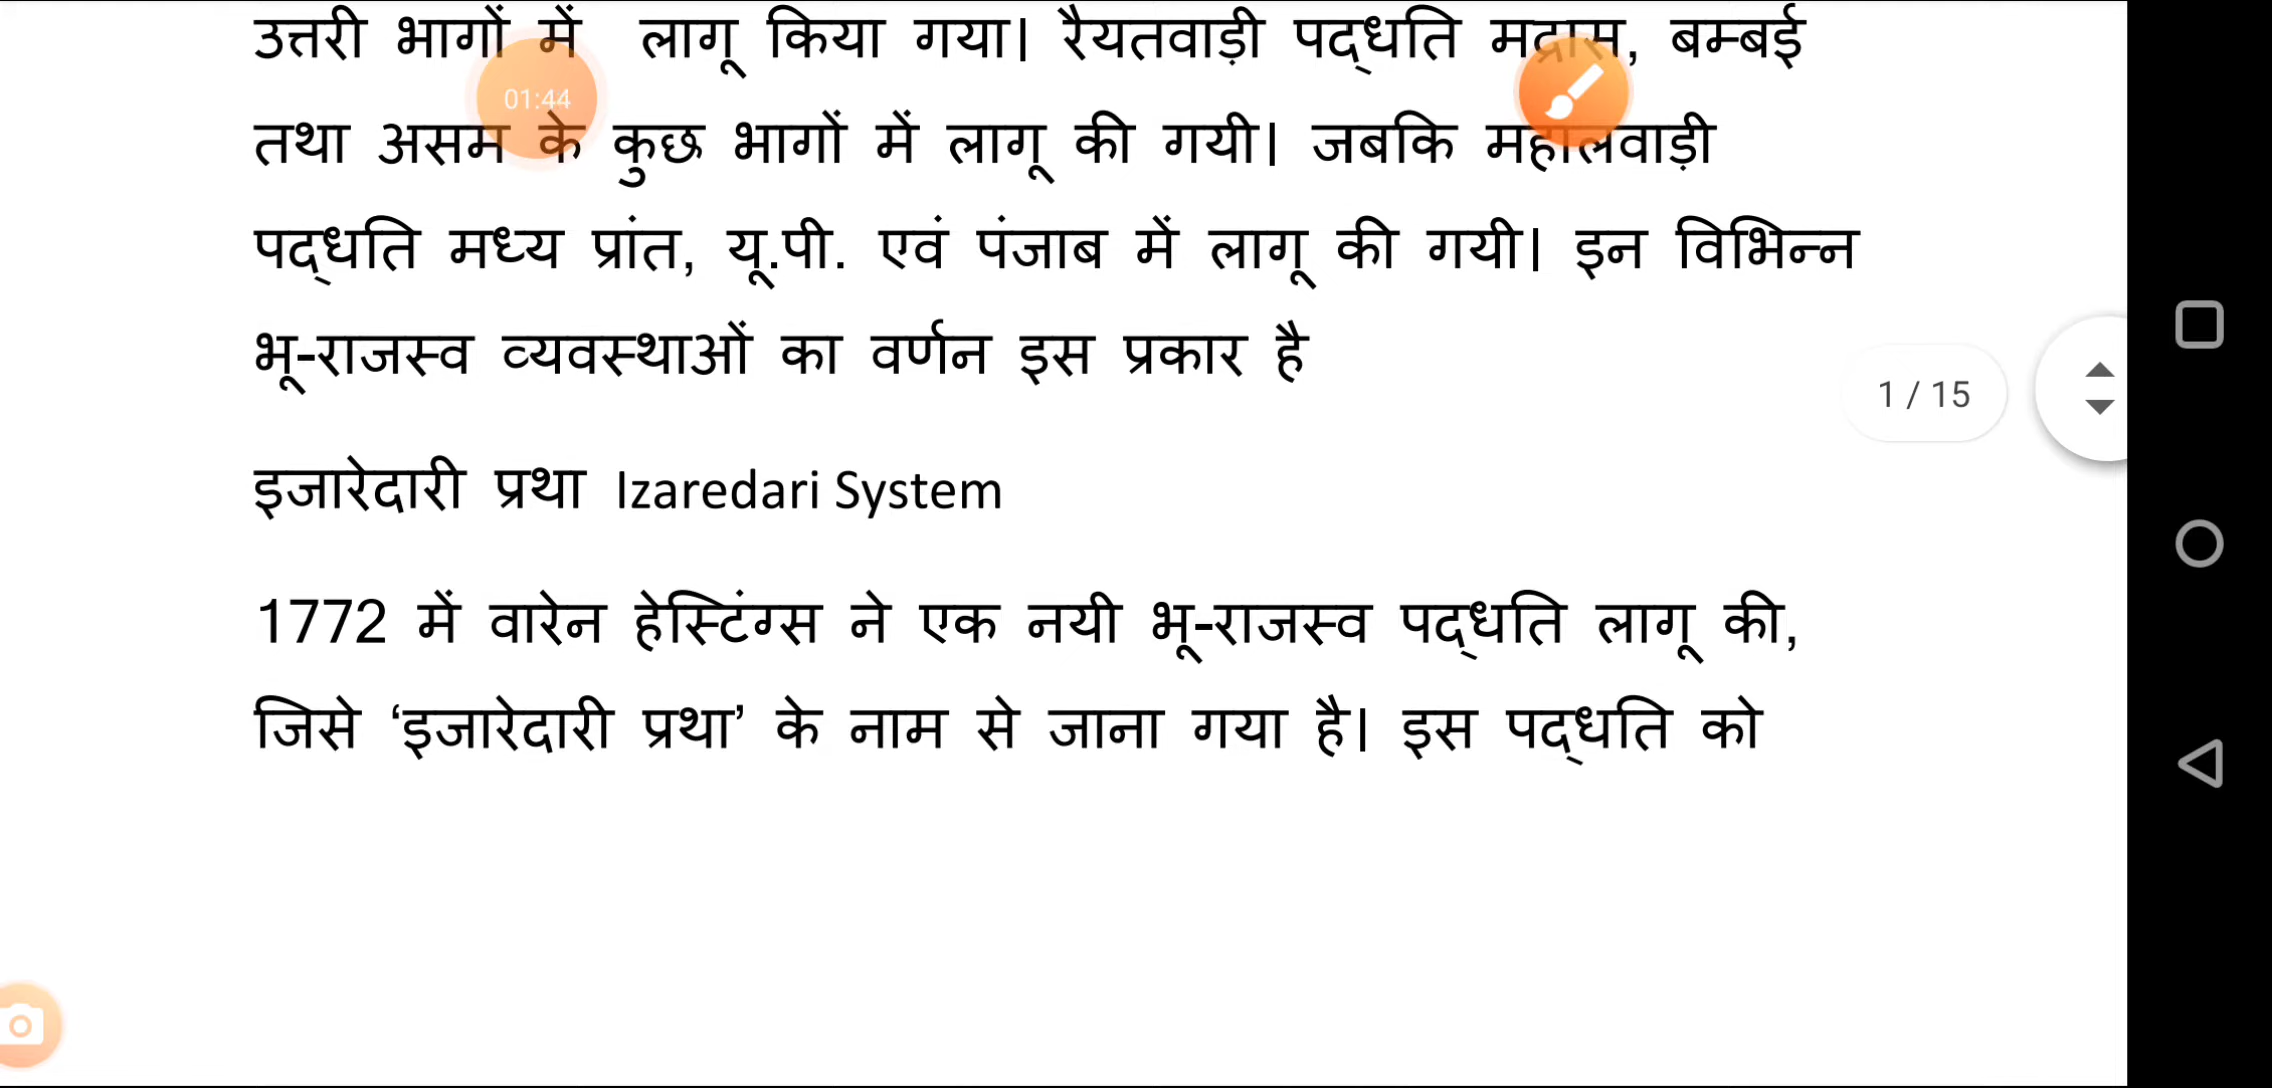 उत्तरी भागों में लागू किया गया। रैयतवाड़ी पद्धति मद्रास, बम्बई
01:44
तथा असम के कुछ भागों में लागू की गयी। जबकि महालवाड़ी
पद्धति मध्य प्रांत, यू.पी. एवं पंजाब में लागू की गयी। इन विभिन्न
भू-राजस्व व्यवस्थाओं का वर्णन इस प्रकार है
1 / 15
इजारेदारी प्रथा Izaredari System
1772 में वारेन हेस्टिंग्स ने एक नयी भू-राजस्व पद्धति लागू की,
जिसे ‘इजारेदारी प्रथा’ के नाम से जाना गया है। इस पद्धति को